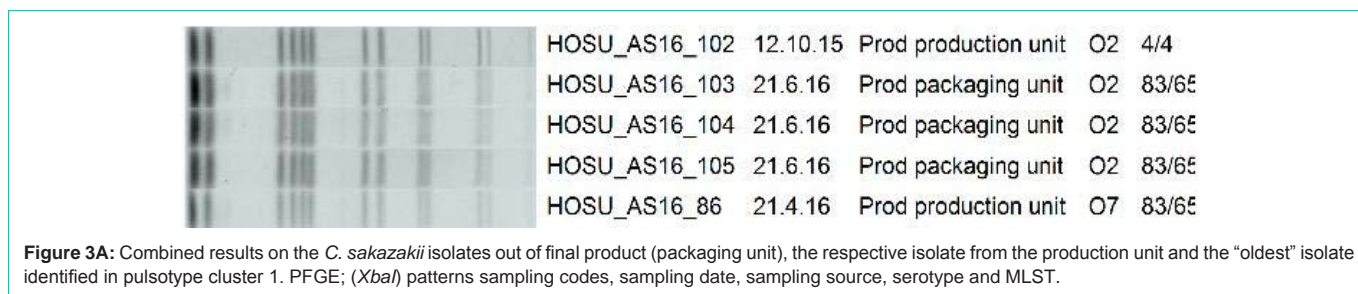 HOSU_AS16_102 12.10.15 Prod production unit O2 4/4
HOSU_AS16_103 21.6.16 Prod packaging unit O2 83/65
HOSU_AS16_104 21.6.16 Prod packaging unit O2 83/65
HOSU_AS16_105 21.6.16 Prod packaging unit O2 83/65
HOSU_AS16_86 21.4.16 Prod production unit O7 83/65
Figure 3A: Combined results on the C. sakazakii isolates out of final product (packaging unit), the respective isolate from the production unit and the “oldest” isolate
identified in pulsotype cluster 1. PFGE; (XbaI) patterns sampling codes, sampling date, sampling source, serotype and MLST.